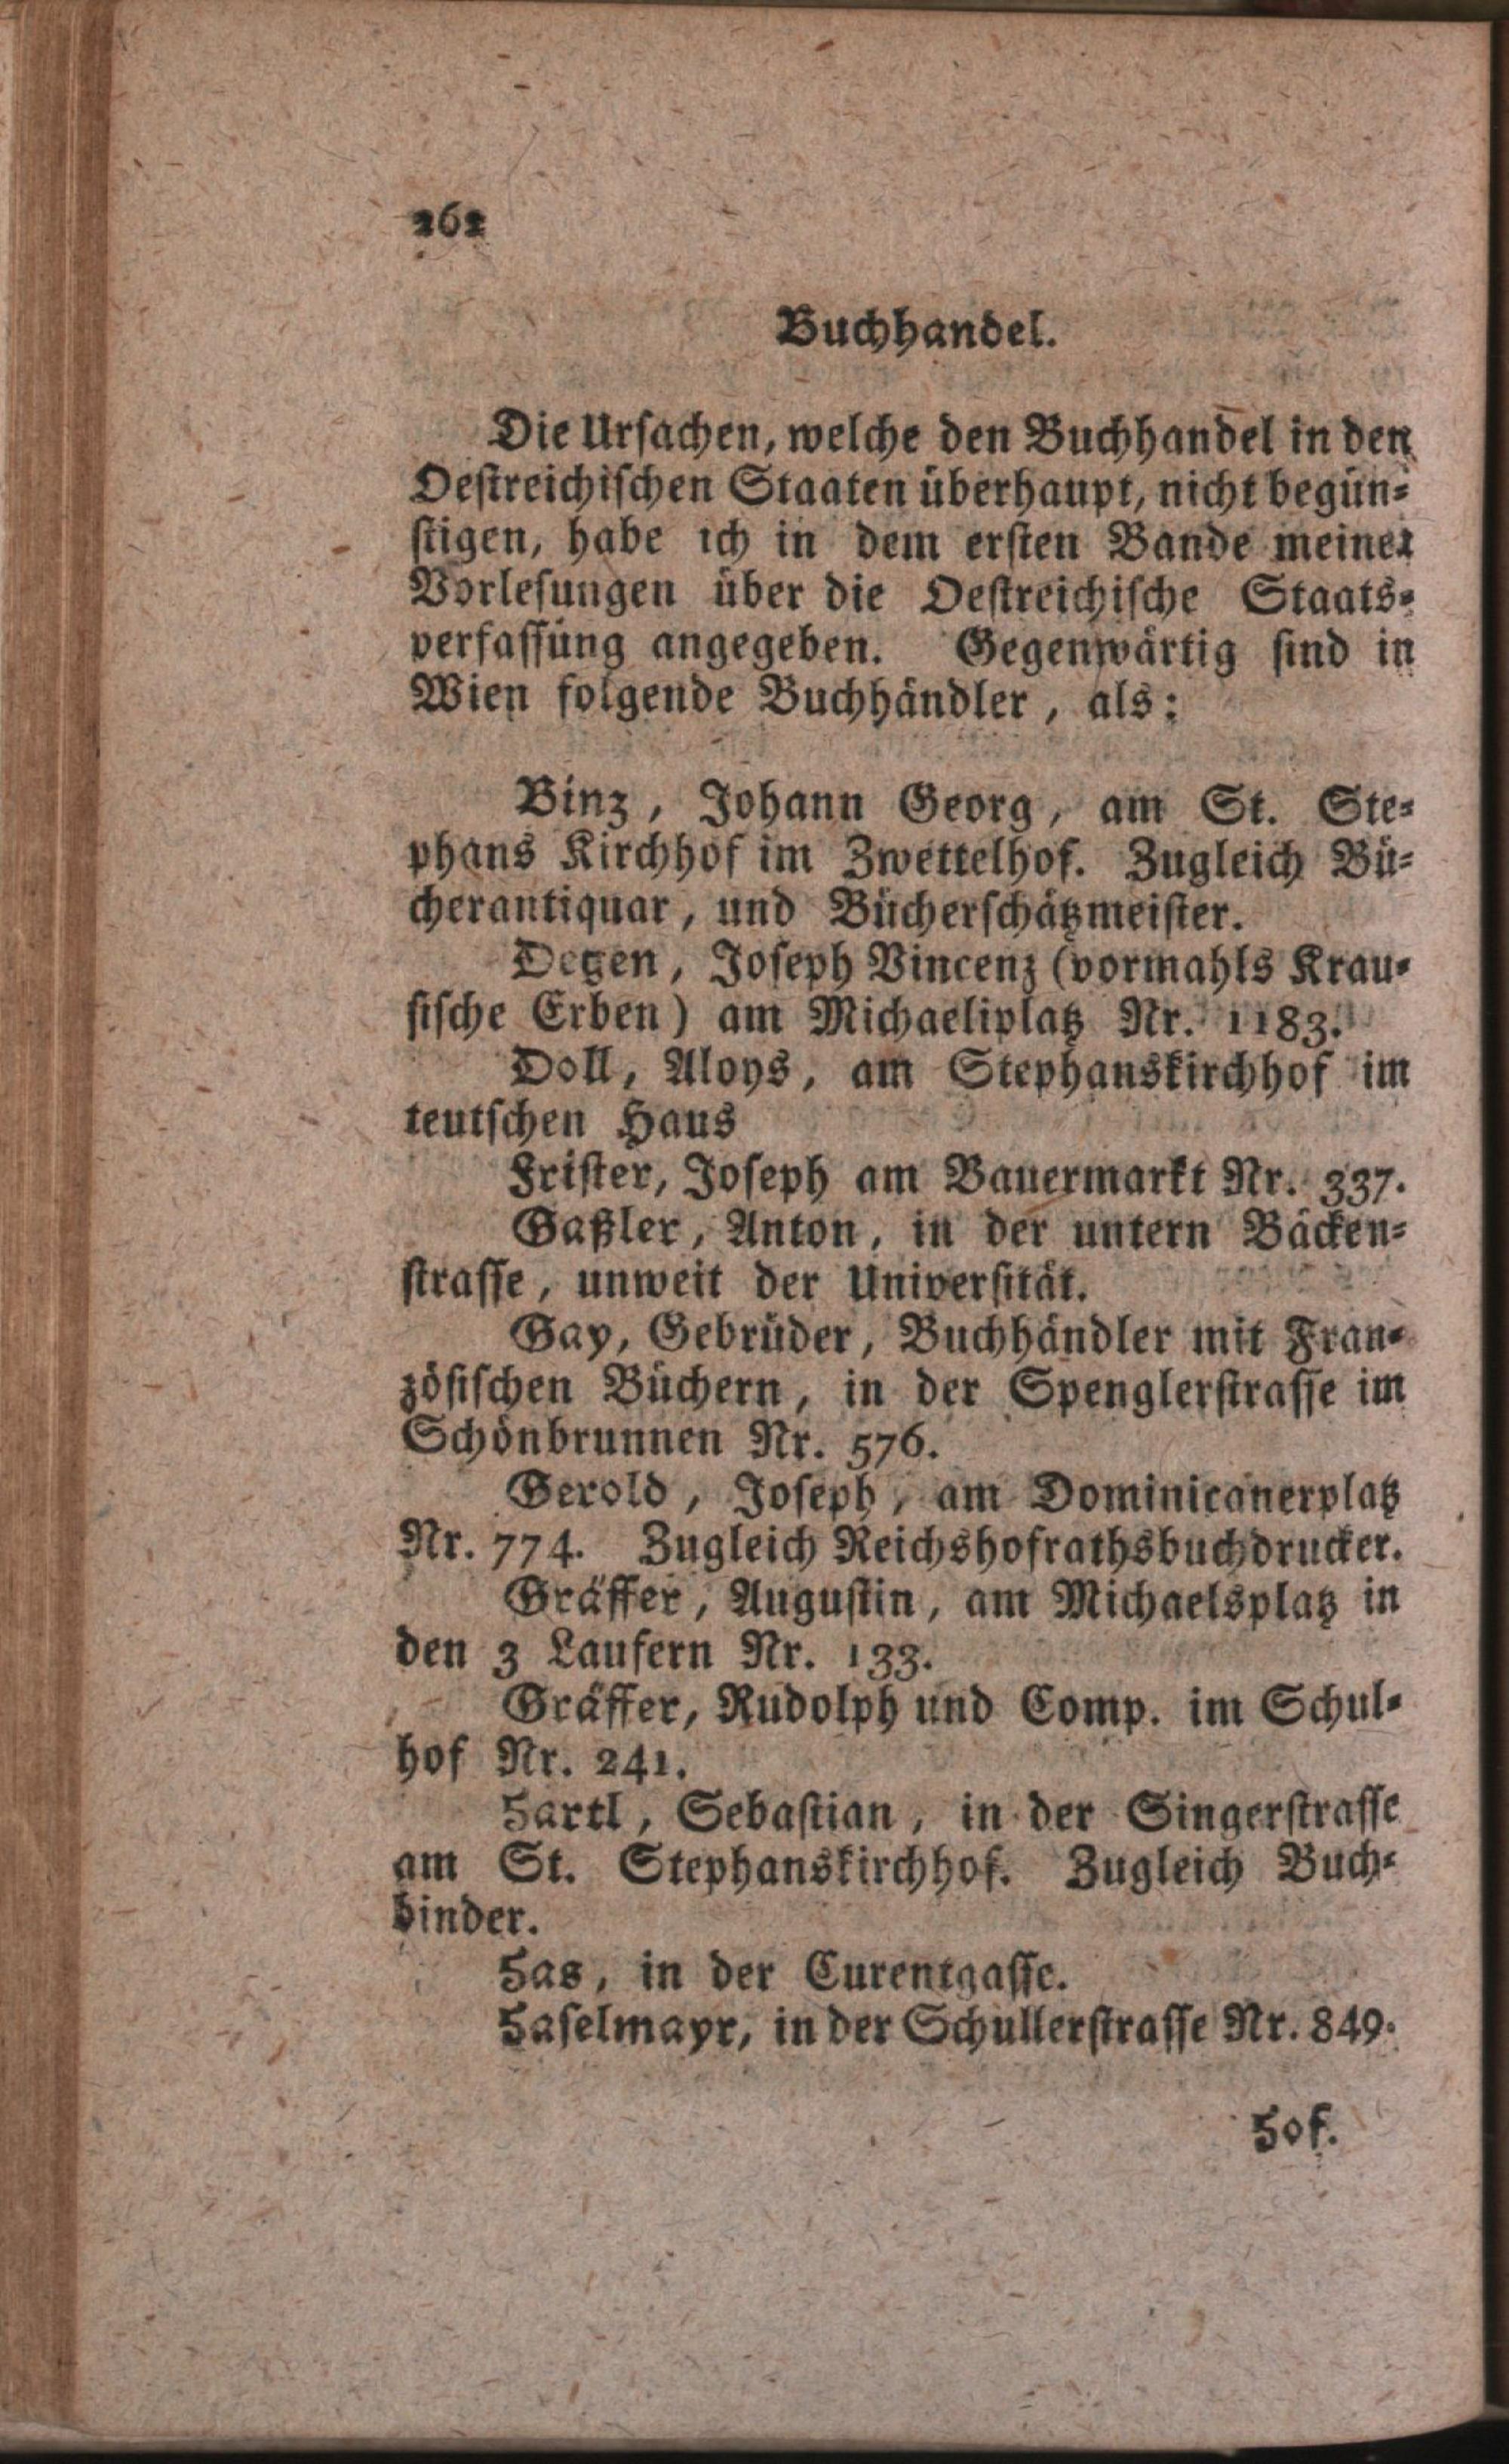 262
Buchhandel.
Die Ursachen, welche den Buchhandel in den
Oestreichischen Staaten überhaupt, nicht begün-
stigen, habe ich in dem ersten Bande meiner
Vorlesungen über die Oestreichische Staats-
verfassung angegeben. Gegenwärtig sind in
Wien folgende Buchhändler, als:
Binz, Johann Georg, am St. Ste-
phans Kirchhof im Zwettelhof. Zugleich Bü-
cherantiquar, und Bücherschätzmeister.
Degen, Joseph Vincenz (vormahls Krau-
sische Erben) am Michaeliplatz Nr. 1183.
Doll, Aloys, am Stephanskirchhof im
teutschen Haus
Frister, Joseph am Bauermarkt Nr. 337.
Gaßler, Anton, in der untern Bäcken-
strasse, unweit der Universität.
Gay, Gebrüder, Buchhändler mit Fran-
zösischen Büchern, in der Spenglerstrasse im
Schönbrunnen Nr. 576.
Gerold, Joseph, am Dominicanerplatz
Nr. 774. Zugleich Reichshofrathsbuchdrucker.
Gräffer, Augustin, am Michaelsplatz in
den 3 Laufern Nr. 133.
Gräffer, Rudolph und Comp. im Schul-
hof Nr. 241.
Hartl, Sebastian, in der Singerstrasse
am St. Stephanskirchhof. Zugleich Buch-
binder.
Has, in der Curentgasse.
Haselmayr, in der Schullerstrasse Nr. 849.
Hof.